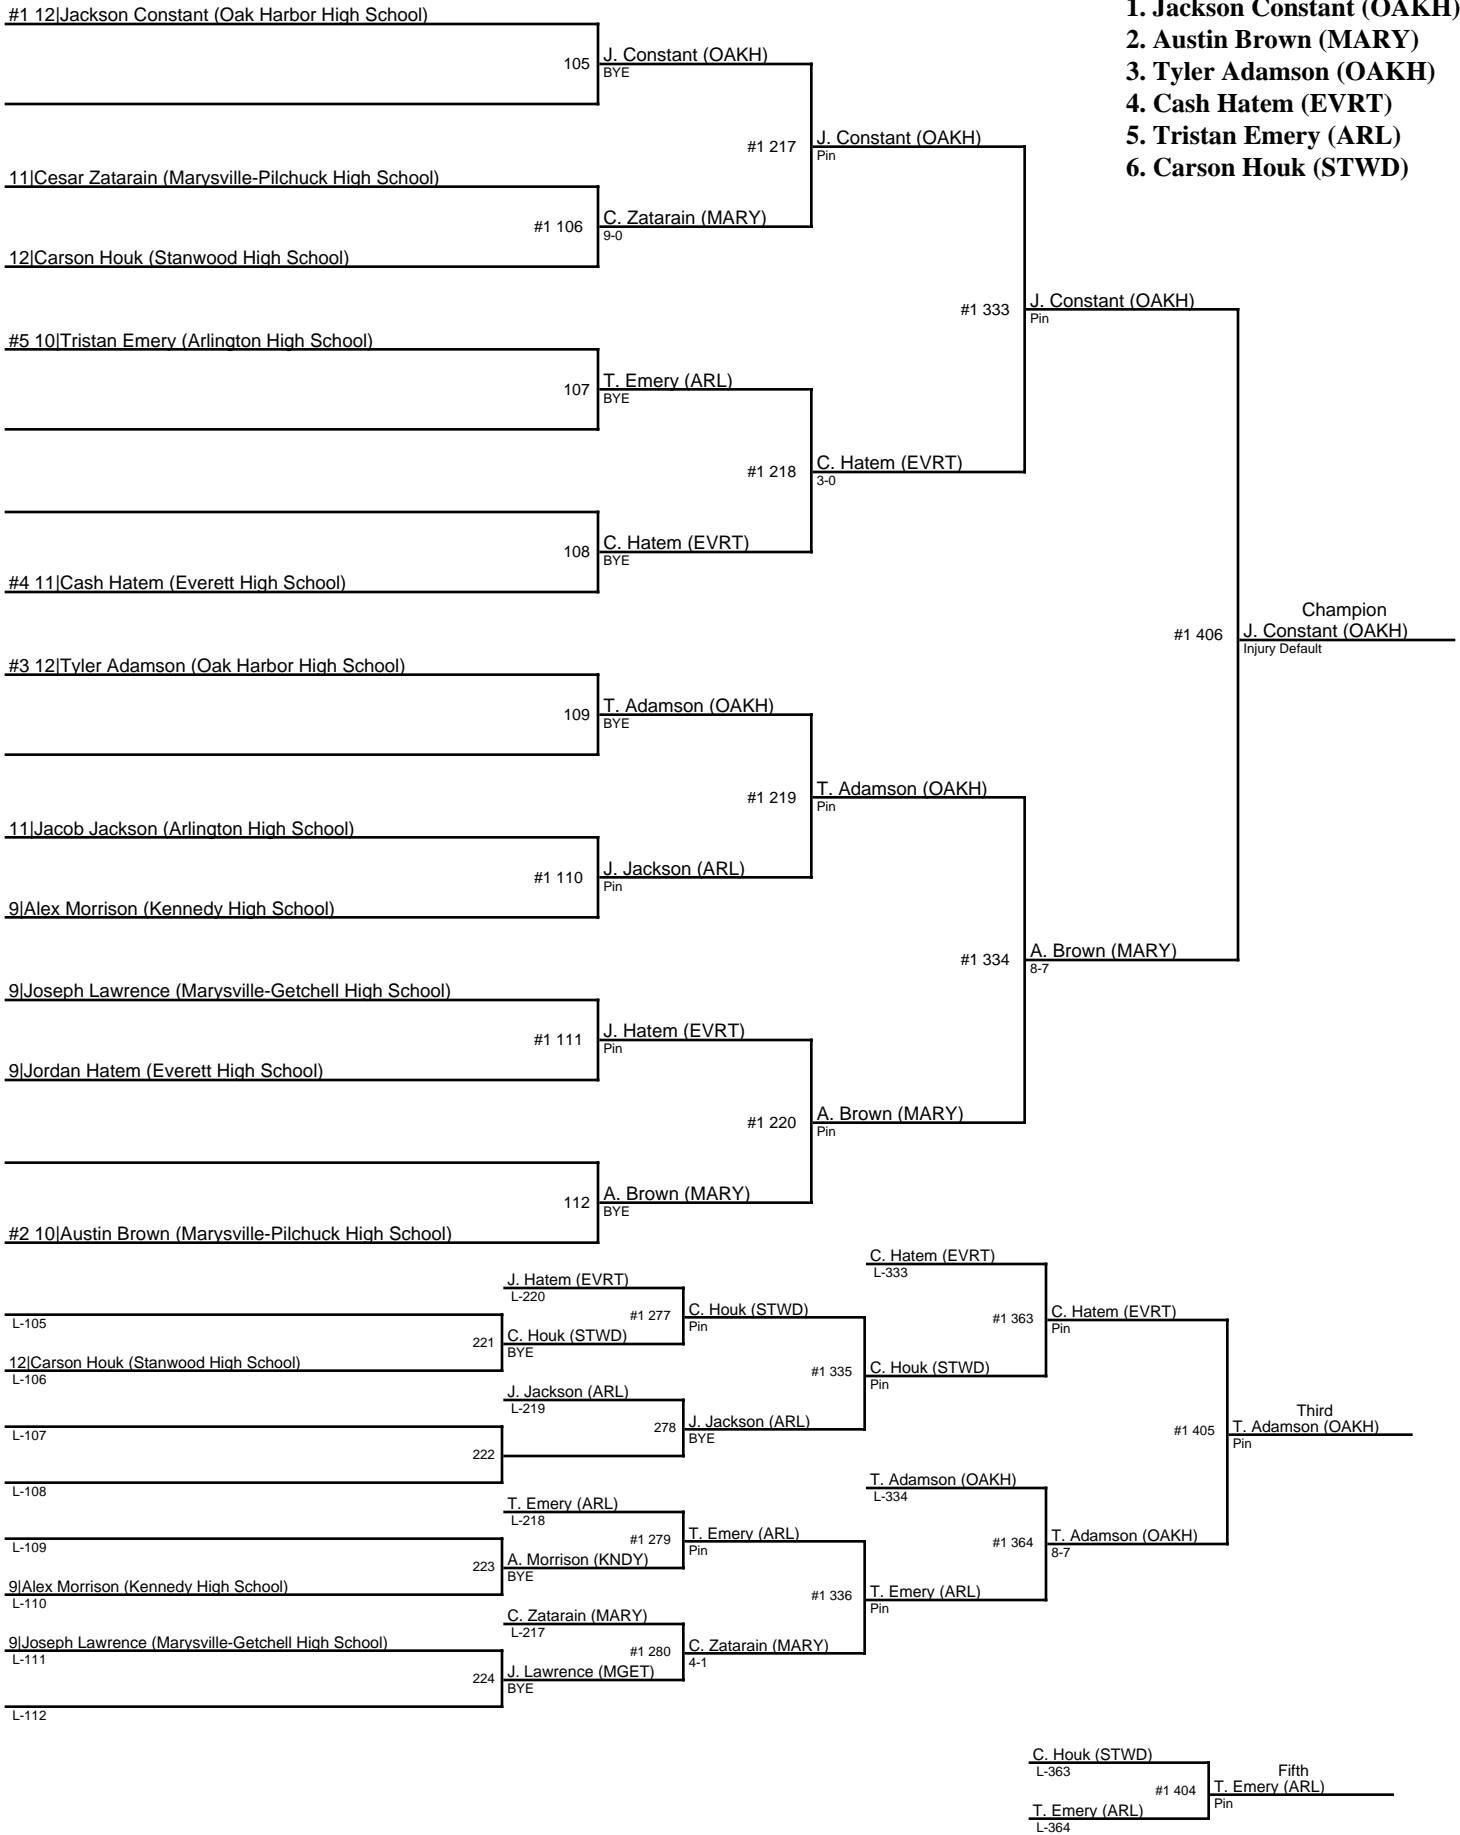 #1 12|Jackson Constant (Oak Harbor High School)
105
J. Constant (OAKH)
BYE
#1 217
J. Constant (OAKH)
Pin
11|Cesar Zatarain (Marysville-Pilchuck High School)
#1 106
C. Zatarain (MARY)
9-0
12|Carson Houk (Stanwood High School)
#1 333
J. Constant (OAKH)
Pin
#5 10|Tristan Emery (Arlington High School)
107
T. Emery (ARL)
BYE
#1 218
C. Hatem (EVRT)
3-0
108
C. Hatem (EVRT)
BYE
#4 11|Cash Hatem (Everett High School)
1. Jackson Constant (OAKH)
2. Austin Brown (MARY)
3. Tyler Adamson (OAKH)
4. Cash Hatem (EVRT)
5. Tristan Emery (ARL)
6. Carson Houk (STWD)
#1 406
Champion
J. Constant (OAKH)
Injury Default
#3 12|Tyler Adamson (Oak Harbor High School)
109
T. Adamson (OAKH)
BYE
#1 219
T. Adamson (OAKH)
Pin
11|Jacob Jackson (Arlington High School)
#1 110
J. Jackson (ARL)
Pin
9|Alex Morrison (Kennedy High School)
#1 334
A. Brown (MARY)
8-7
9|Joseph Lawrence (Marysville-Getchell High School)
#1 111
J. Hatem (EVRT)
Pin
9|Jordan Hatem (Everett High School)
#1 220
A. Brown (MARY)
Pin
112
A. Brown (MARY)
BYE
#2 10|Austin Brown (Marysville-Pilchuck High School)
L-105
12|Carson Houk (Stanwood High School)
L-106
221
J. Hatem (EVRT)
L-220
C. Houk (STWD)
BYE
#1 277
C. Houk (STWD)
Pin
L-107
L-108
222
J. Jackson (ARL)
L-219
278
J. Jackson (ARL)
BYE
#1 335
C. Houk (STWD)
Pin
C. Hatem (EVRT)
L-333
#1 363
C. Hatem (EVRT)
Pin
L-109
9|Alex Morrison (Kennedy High School)
L-110
223
T. Emery (ARL)
L-218
A. Morrison (KNDY)
BYE
#1 279
T. Emery (ARL)
Pin
9|Joseph Lawrence (Marysville-Getchell High School)
L-111
L-112
224
C. Zatarain (MARY)
L-217
J. Lawrence (MGET)
BYE
#1 280
C. Zatarain (MARY)
4-1
#1 336
T. Emery (ARL)
Pin
T. Adamson (OAKH)
L-334
#1 364
T. Adamson (OAKH)
8-7
#1 405
Third
T. Adamson (OAKH)
Pin
C. Houk (STWD)
L-363
T. Emery (ARL)
L-364
#1 404
Fifth
T. Emery (ARL)
Pin